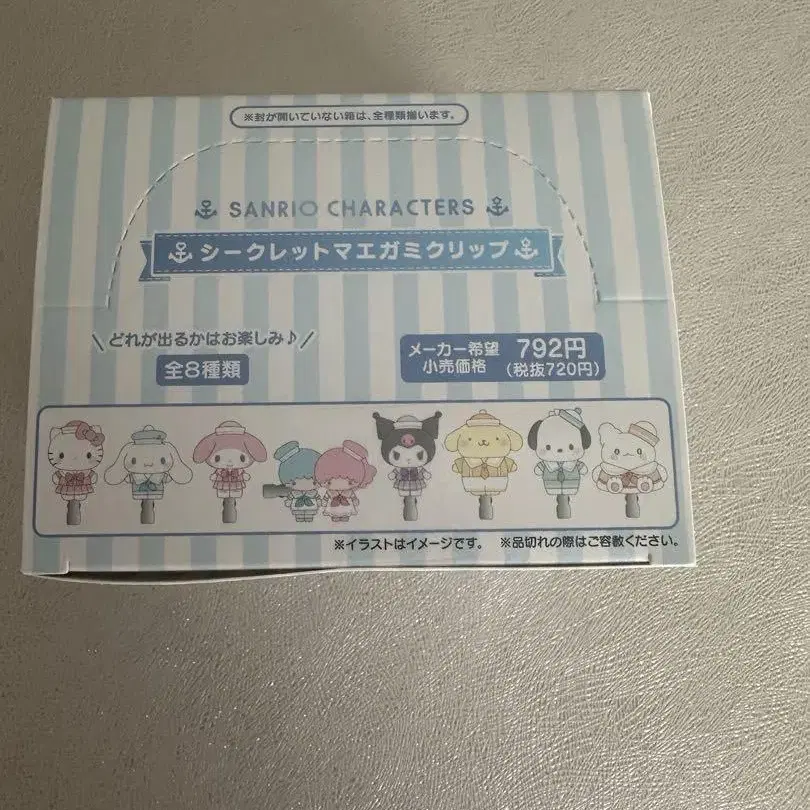 ※封が開いていない箱は、全種類揃います。
SANRIO CHARACTERS
シークレットマエガミクリップ
どれが出るかはお楽しみ♪
全8種類
メーカー希望小売価格 792円
(税抜720円)
※イラストはイメージです。 ※品切れの際はご容赦ください。